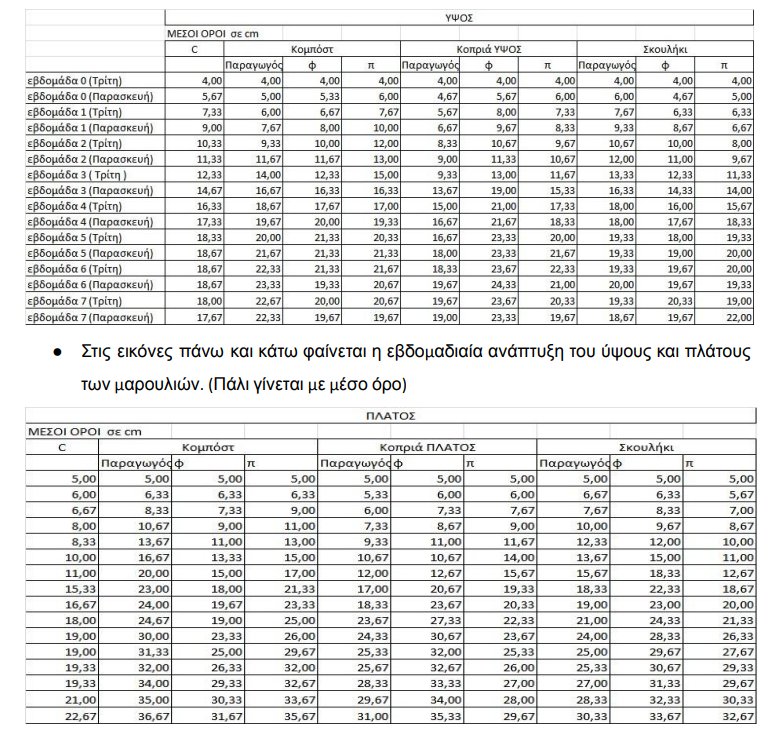 ΥΨΟΣ
ΜΕΣΟΙ ΟΡΟΙ σε cm
C Κομπόστ Κοπριά ΥΨΟΣ Σκουλήκι
Παραγωγός φ π Παραγωγός φ π Παραγωγός φ π
εβδομάδα 0 (Τρίτη) 4,00 4,00 4,00 4,00 4,00 4,00 4,00 4,00 4,00 4,00
εβδομάδα 0 (Παρασκευή) 5,67 5,00 5,33 6,00 4,67 5,67 6,00 6,00 4,67 5,00
εβδομάδα 1 (Τρίτη) 7,33 6,00 6,67 7,67 5,67 8,00 7,33 7,67 6,33 6,33
εβδομάδα 1 (Παρασκευή) 9,00 7,67 8,00 10,00 6,67 9,67 8,33 9,33 8,67 6,67
εβδομάδα 2 (Τρίτη) 10,33 9,33 10,00 12,00 8,33 10,67 9,67 10,67 10,00 8,00
εβδομάδα 2 (Παρασκευή) 11,33 11,67 11,67 13,00 9,00 11,33 10,67 12,00 11,00 9,67
εβδομάδα 3 ( Τρίτη ) 12,33 14,00 12,33 15,00 9,33 13,00 11,67 13,33 12,33 11,33
εβδομάδα 3 (Παρασκευή) 14,67 16,67 16,33 16,33 13,67 19,00 15,33 16,33 14,33 14,00
εβδομάδα 4 (Τρίτη) 16,33 18,67 17,67 17,00 15,00 21,00 17,33 18,00 16,00 15,67
εβδομάδα 4 (Παρασκευή) 17,33 19,67 20,00 19,33 16,67 21,67 18,33 18,00 17,67 18,33
εβδομάδα 5 (Τρίτη) 18,33 20,00 21,33 20,33 16,67 23,33 20,00 19,33 18,00 19,33
εβδομάδα 5 (Παρασκευή) 18,67 21,67 21,33 21,33 18,00 23,33 21,67 19,33 19,00 20,00
εβδομάδα 6 (Τρίτη) 18,67 22,33 21,33 21,67 18,33 23,67 22,33 19,33 19,67 20,00
εβδομάδα 6 (Παρασκευή) 18,67 23,33 19,33 20,67 19,67 24,33 21,00 20,00 19,67 19,33
εβδομάδα 7 (Τρίτη) 18,00 22,67 20,00 20,67 19,67 23,67 20,33 19,33 20,33 19,00
εβδομάδα 7 (Παρασκευή) 17,67 22,33 19,67 19,67 19,00 23,33 19,67 18,67 19,67 22,00
● Στις εικόνες πάνω και κάτω φαίνεται η εβδομαδιαία ανάπτυξη του ύψους και πλάτους
των μαρουλιών. (Πάλι γίνεται με μέσο όρο)
ΠΛΑΤΟΣ
ΜΕΣΟΙ ΟΡΟΙ σε cm
C Κομπόστ Κοπριά ΠΛΑΤΟΣ Σκουλήκι
Παραγωγός φ π Παραγωγός φ π Παραγωγός φ π
5,00 5,00 5,00 5,00 5,00 5,00 5,00 5,00 5,00 5,00
6,00 6,33 6,33 6,33 5,33 6,00 6,00 6,67 6,33 5,67
6,67 8,33 7,33 9,00 6,00 7,33 7,67 7,67 8,33 7,00
8,00 10,67 9,00 11,00 7,33 8,67 9,00 10,00 9,67 8,67
8,33 13,67 11,00 13,00 9,33 11,00 11,67 12,33 12,00 10,00
10,00 16,67 13,33 15,00 10,67 10,67 14,00 13,67 15,00 11,00
11,00 20,00 15,00 17,00 12,00 12,67 15,67 15,67 18,33 12,67
15,33 23,00 18,00 21,33 17,00 20,67 19,33 18,33 22,33 18,67
16,67 24,00 19,67 23,33 18,33 23,67 20,33 19,00 23,00 20,00
18,00 24,67 19,00 25,00 23,67 27,33 22,33 21,00 24,33 21,33
19,00 30,00 23,33 26,00 24,33 30,67 23,67 24,00 28,33 26,33
19,00 31,33 25,00 29,67 25,33 32,00 25,33 25,00 29,67 27,67
19,33 32,00 26,33 32,00 25,67 32,67 26,00 25,33 30,67 29,33
19,33 34,00 29,33 32,67 28,33 33,33 27,00 27,00 31,33 29,67
21,00 35,00 30,33 33,67 29,67 34,00 28,00 28,33 32,33 30,33
22,67 36,67 31,67 35,67 31,00 35,33 29,67 30,33 33,67 32,67